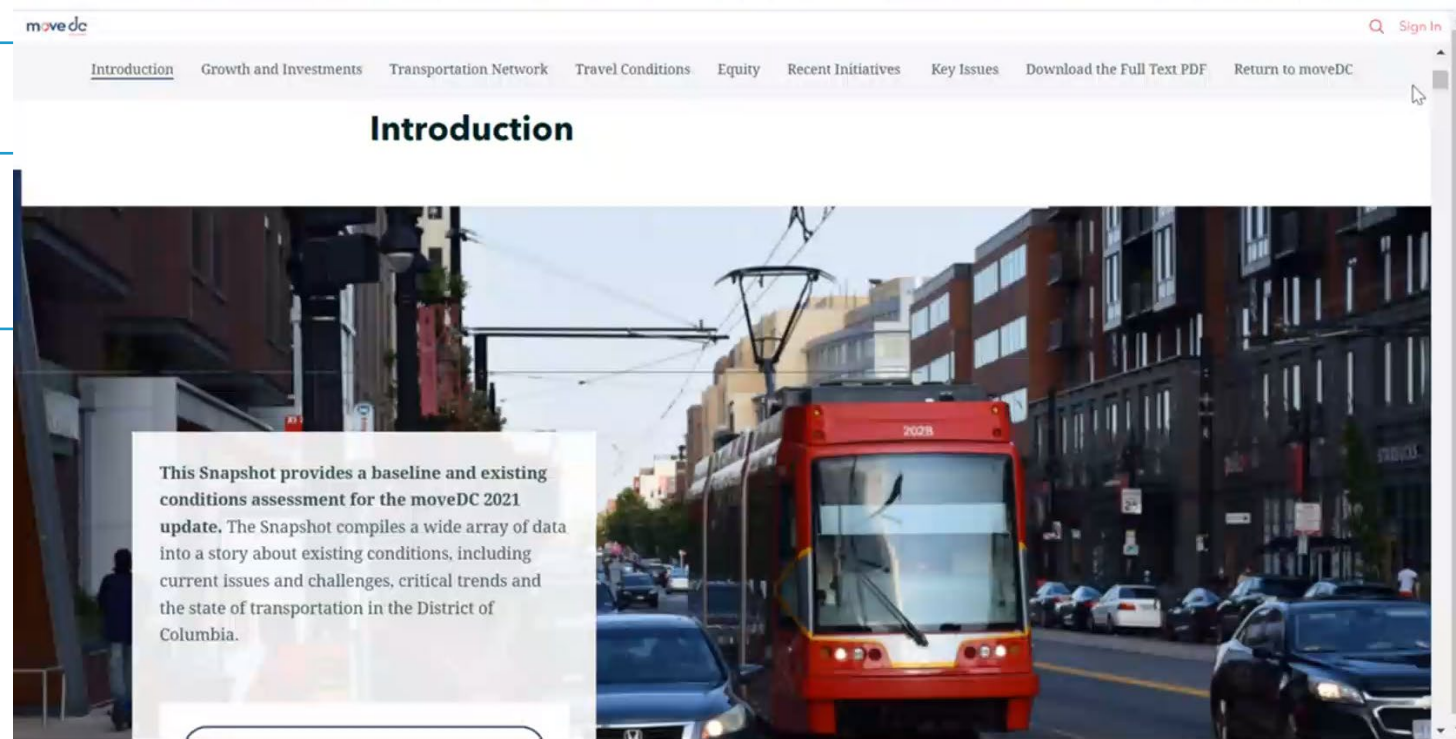 move dc
Sign In
Introduction Growth and Investments Transportation Network Travel Conditions Equity Recent Initiatives Key Issues Download the Full Text PDF Return to moveDC
Introduction
202B
STARBUCKS
This Snapshot provides a baseline and existing
conditions assessment for the moveDC 2021
update. The Snapshot compiles a wide array of data
into a story about existing conditions, including
current issues and challenges, critical trends and
the state of transportation in the District of
Columbia.